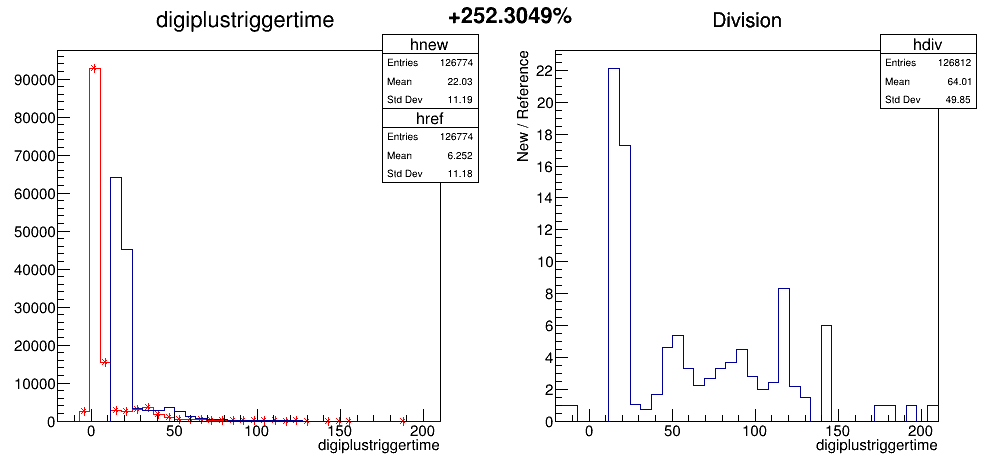 digiplustriggertime
+252.3049%
Division
hnew
Entries 126774
Mean 22.03
Std Dev 11.19
href
Entries 126774
Mean 6.252
Std Dev 11.18
90000
80000
70000
60000
50000
40000
30000
20000
10000
0
0 50 100 150 200
digiplustriggertime
hdiv
Entries 126812
Mean 64.01
Std Dev 49.85
New / Reference
22
20
18
16
14
12
10
8
6
4
2
0
0 50 100 150 200
digiplustriggertime